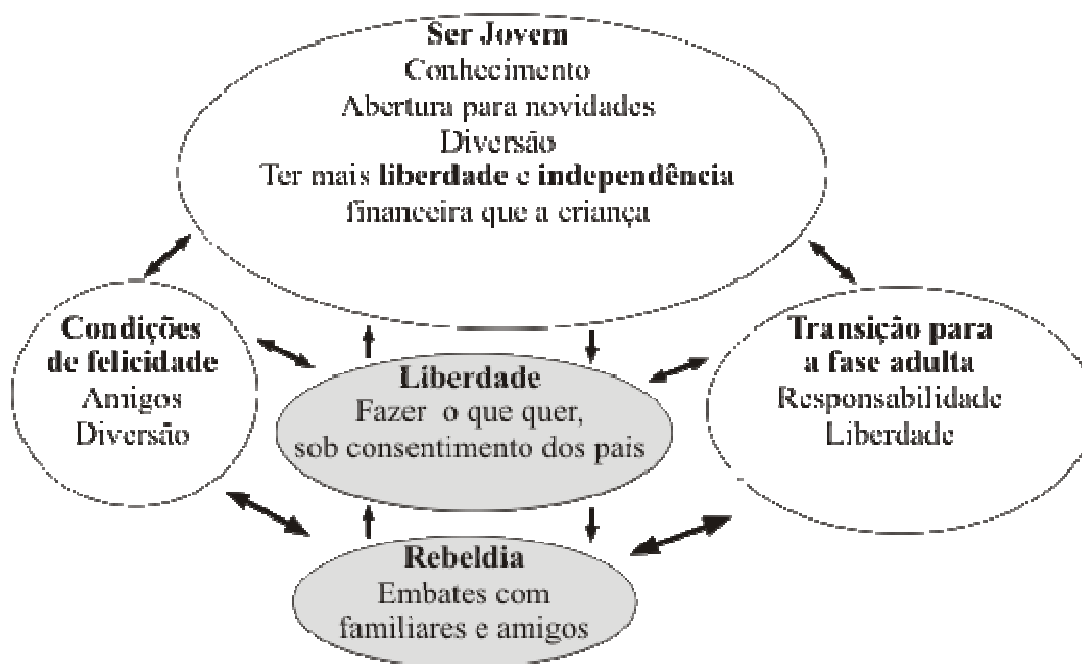 Ser Jovem
Conhecimento
Abertura para novidades
Diversão
Ter mais liberdade e independência
financeira que a criança
Condições
de felicidade
Amigos
Diversão
Liberdade
Fazer o que quer,
sob consentimento dos pais
Transição para
a fase adulta
Responsabilidade
Liberdade
Rebeldia
Embates com
familiares e amigos